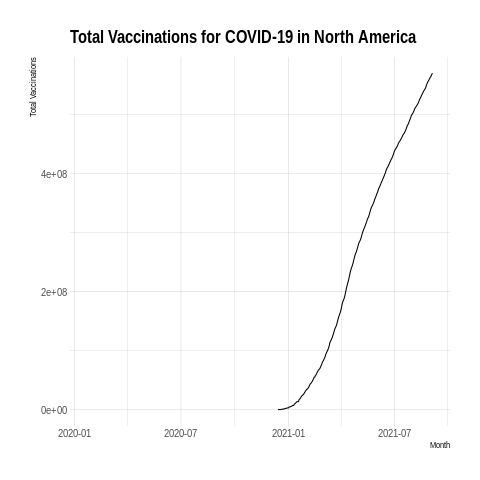 Total Vaccinations for COVID-19 in North America
Total Vaccinations
4e+08
2e+08
0e+00
2020-01 2020-07 2021-01 2021-07
Month